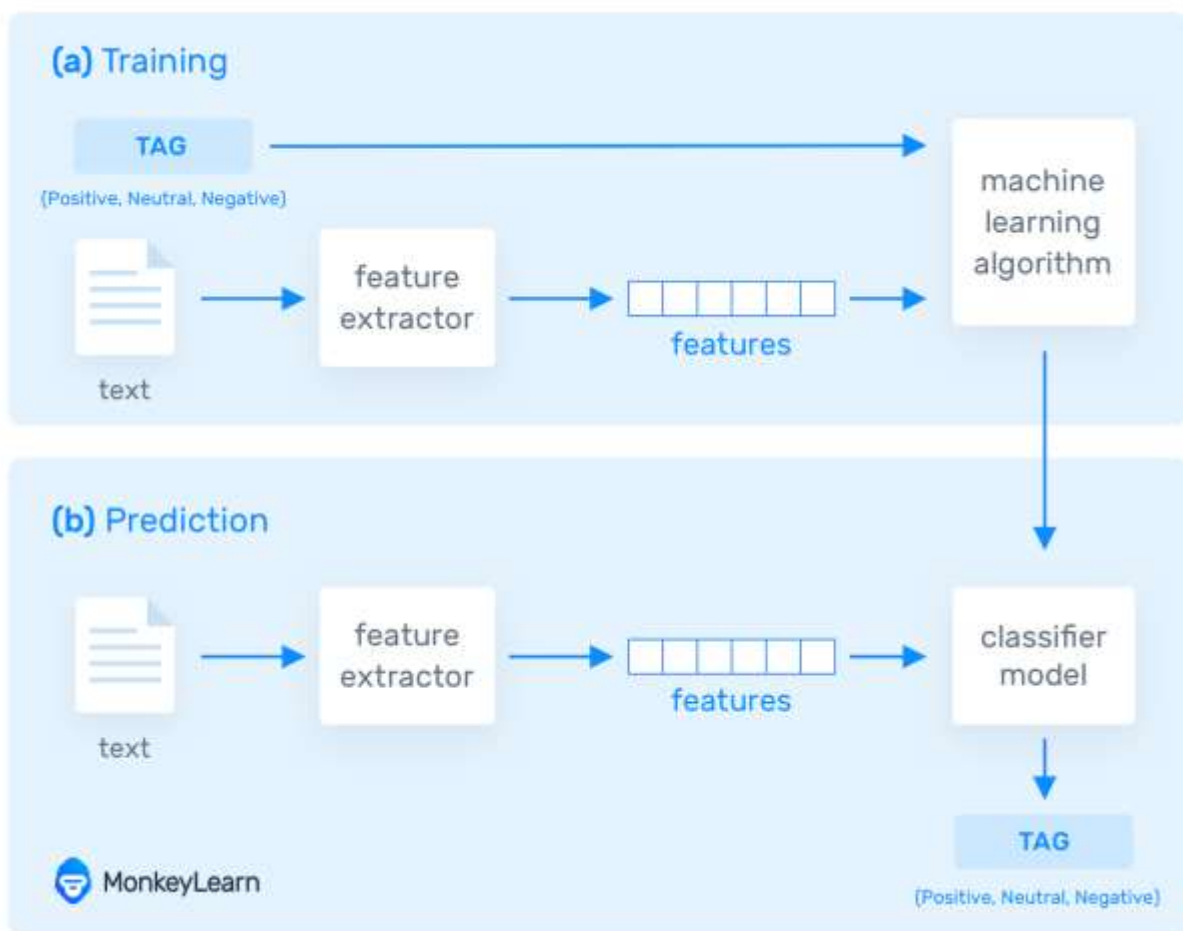 (a) Training
TAG
(Positive, Neutral, Negative)
text
feature
extractor
features
machine
learning
algorithm
(b) Prediction
text
feature
extractor
features
classifier
model
TAG
(Positive, Neutral, Negative)
MonkeyLearn